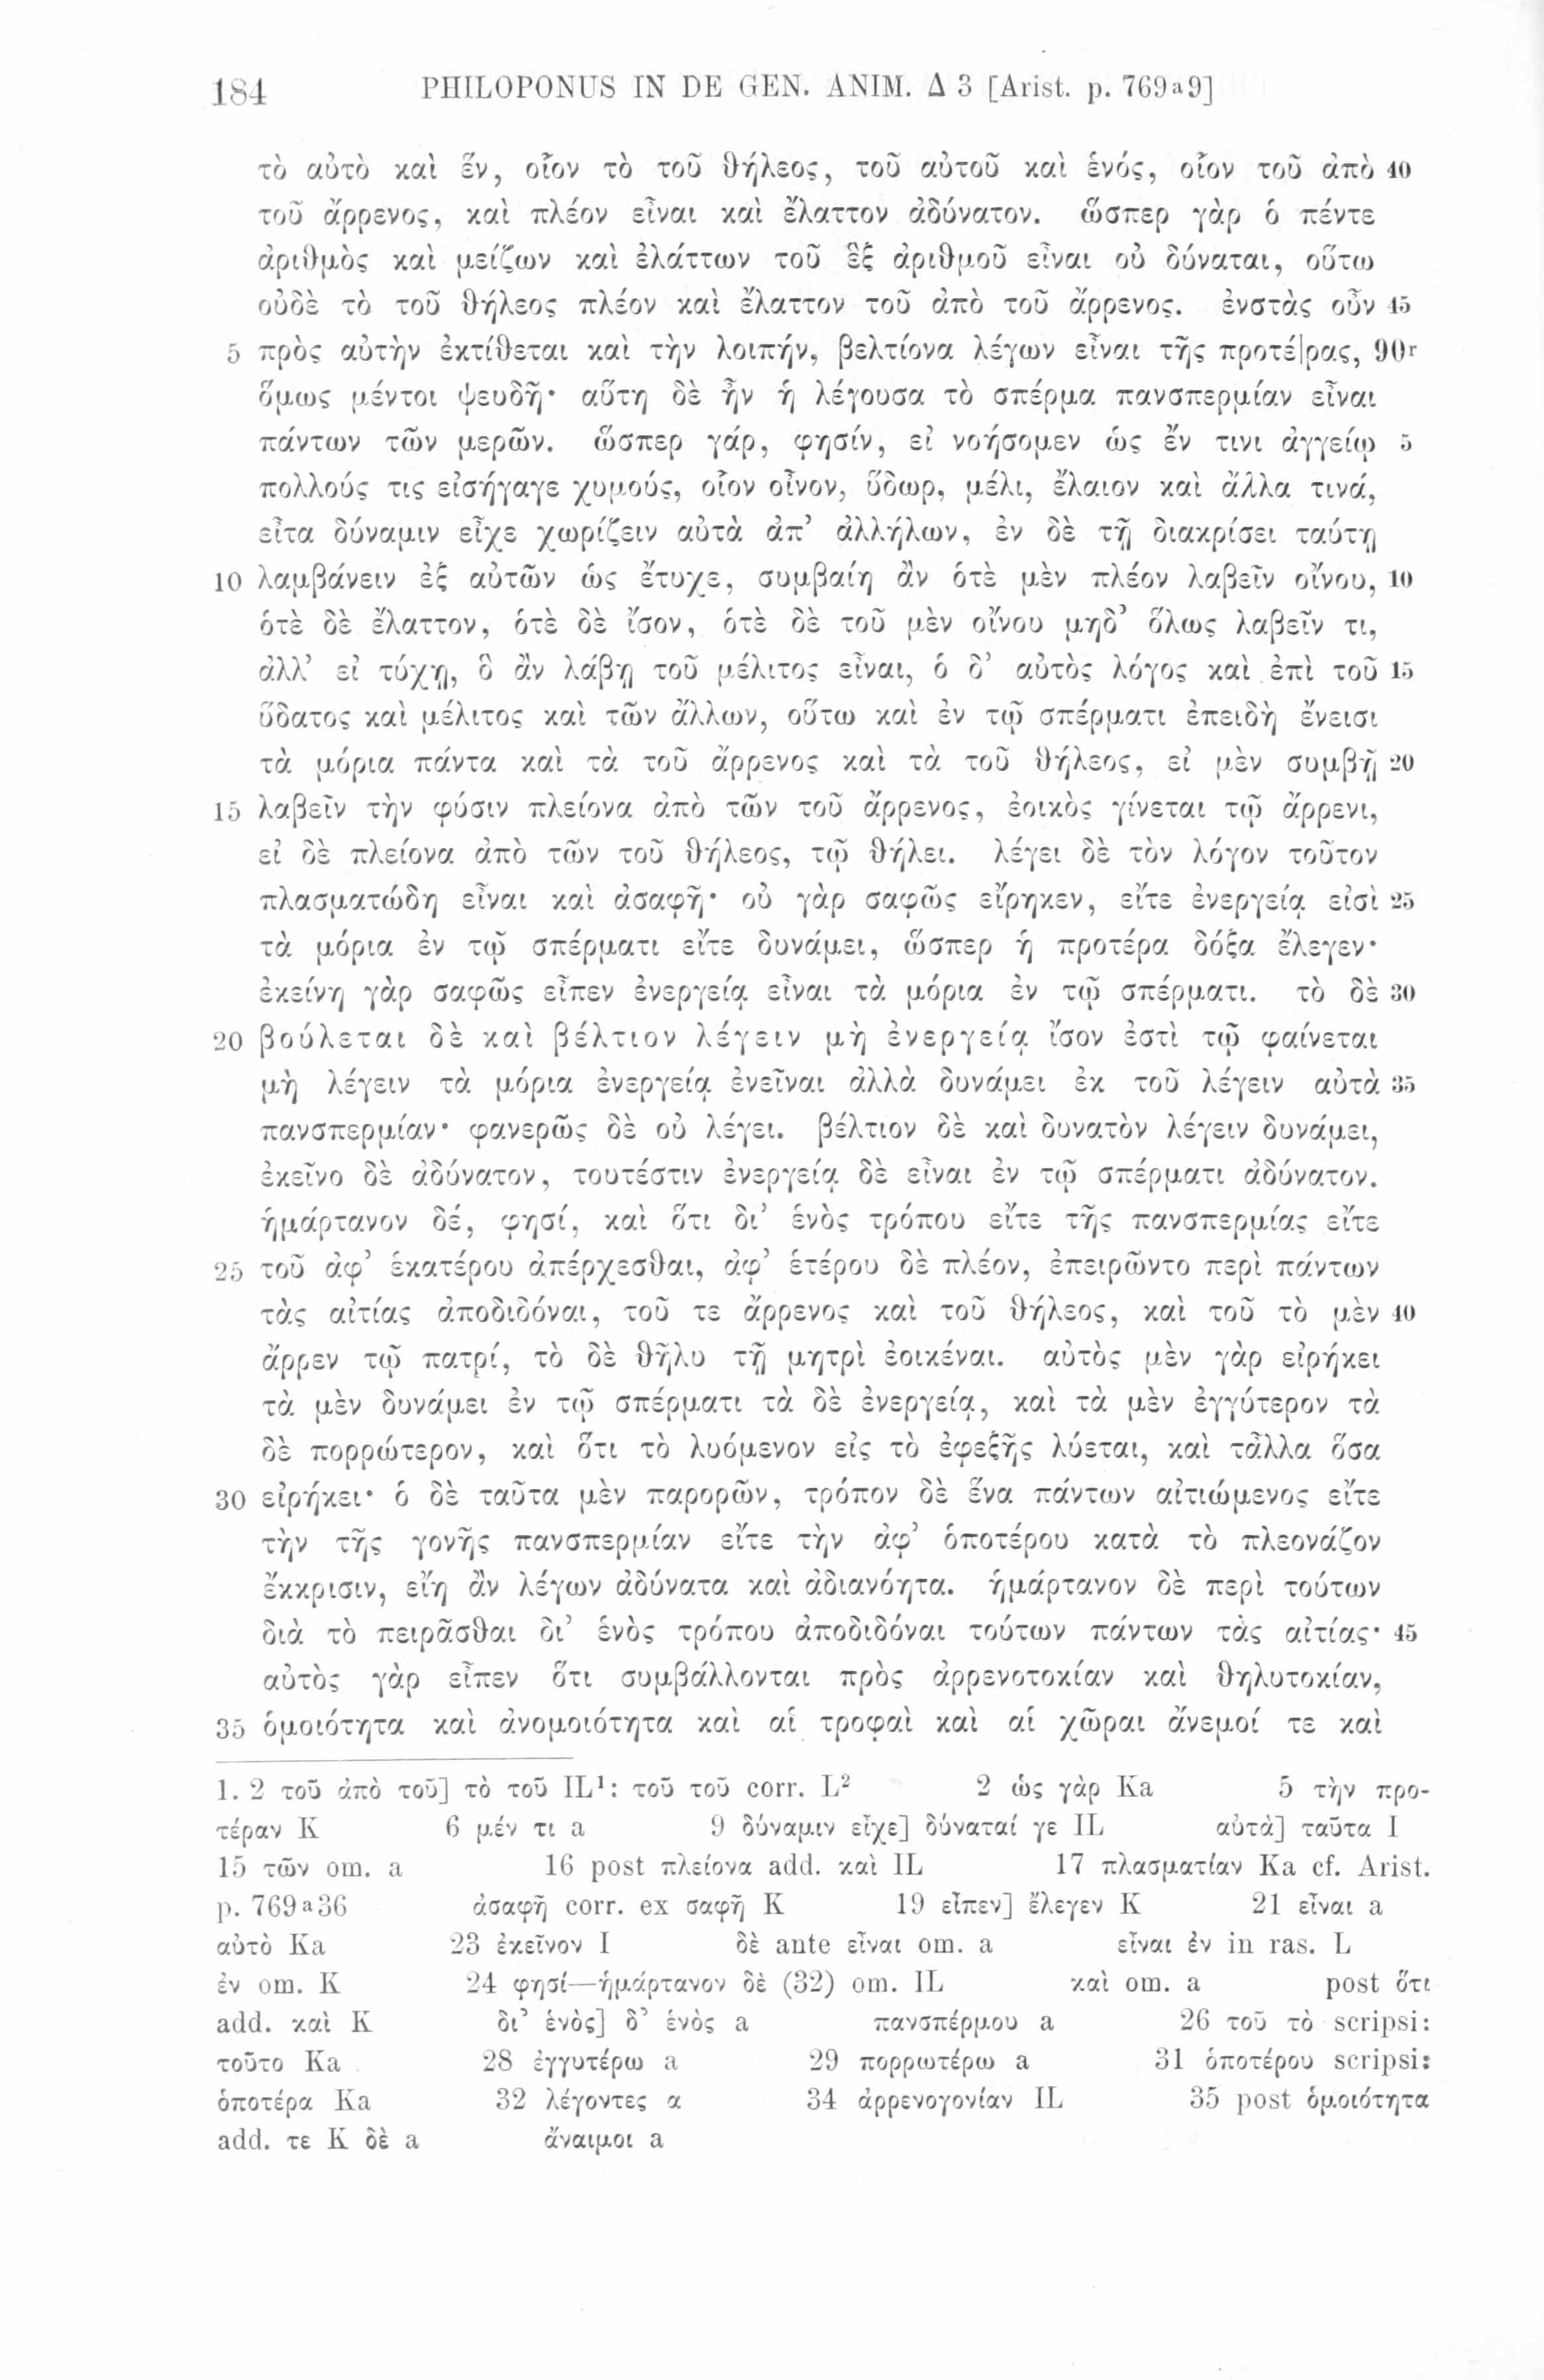 184 PHILOPONUS IN DE GEN. ANIM. Δ 3 [Arist. p. 769a9]
τὸ αὐτὸ καὶ ἕν, οἷον τὸ τοῦ θήλεος, τοῦ αὐτοῦ καὶ ἑνός, οἷον τοῦ ἀπὸ 40
τοῦ ἄρρενος, καὶ πλέον εἶναι καὶ ἔλαττον ἀδύνατον. ὥσπερ γὰρ ὁ πέντε
ἀριθμὸς καὶ μείζων καὶ ἐλάττων τοῦ ἓξ ἀριθμοῦ εἶναι οὐ δύναται, οὕτω
οὐδὲ τὸ τοῦ θήλεος πλέον καὶ ἔλαττον τοῦ ἀπὸ τοῦ ἄρρενος. ἐνστὰς οὖν 45
5 πρὸς αὐτὴν ἐκτίθεται καὶ τὴν λοιπήν, βελτίονα λέγων εἶναι τῆς προτέ|ρας, 90r
ὅμως μέντοι ψευδῆ· αὕτη δὲ ἦν ἡ λέγουσα τὸ σπέρμα πανσπερμίαν εἶναι
πάντων τῶν μερῶν. ὥσπερ γάρ, φησίν, εἰ νοήσομεν ὡς ἔν τινι ἀγγείῳ 5
πολλούς τις εἰσήγαγε χυμούς, οἷον οἶνον, ὕδωρ, μέλι, ἔλαιον καὶ ἄλλα τινά,
εἶτα δύναμιν εἶχε χωρίζειν αὐτὰ ἀπ’ ἀλλήλων, ἐν δὲ τῇ διακρίσει ταύτῃ
10 λαμβάνειν ἐξ αὐτῶν ὡς ἔτυχε, συμβαίη ἂν ὁτὲ μὲν πλέον λαβεῖν οἴνου, 10
ὁτὲ δὲ ἔλαττον, ὁτὲ δὲ ἴσον, ὁτὲ δὲ τοῦ μὲν οἴνου μηδ’ ὅλως λαβεῖν τι,
ἀλλ’ εἰ τύχῃ, ὃ ἂν λάβῃ τοῦ μέλιτος εἶναι, ὁ δ’ αὐτὸς λόγος καὶ ἐπὶ τοῦ 15
ὕδατος καὶ μέλιτος καὶ τῶν ἄλλων, οὕτω καὶ ἐν τῷ σπέρματι ἐπειδὴ ἔνεισι
τὰ μόρια πάντα καὶ τὰ τοῦ ἄρρενος καὶ τὰ τοῦ θήλεος, εἰ μὲν συμβῇ 20
15 λαβεῖν τὴν φύσιν πλείονα ἀπὸ τῶν τοῦ ἄρρενος, ἐοικὸς γίνεται τῷ ἄρρενι,
εἰ δὲ πλείονα ἀπὸ τῶν τοῦ θήλεος, τῷ θήλει. λέγει δὲ τὸν λόγον τοῦτον
πλασματώδη εἶναι καὶ ἀσαφῆ· οὐ γὰρ σαφῶς εἴρηκεν, εἴτε ἐνεργείᾳ εἰσὶ 25
τὰ μόρια ἐν τῷ σπέρματι εἴτε δυνάμει, ὥσπερ ἡ προτέρα δόξα ἔλεγεν·
ἐκείνη γὰρ σαφῶς εἶπεν ἐνεργείᾳ εἶναι τὰ μόρια ἐν τῷ σπέρματι. τὸ δὲ 30
20 βούλεται δὲ καὶ βέλτιον λέγειν μὴ ἐνεργείᾳ ἴσον ἐστὶ τῷ φαίνεται
μὴ λέγειν τὰ μόρια ἐνεργείᾳ ἐνεῖναι ἀλλὰ δυνάμει ἐκ τοῦ λέγειν αὐτὰ 35
πανσπερμίαν· φανερῶς δὲ οὐ λέγει. βέλτιον δὲ καὶ δυνατὸν λέγειν δυνάμει,
ἐκεῖνο δὲ ἀδύνατον, τουτέστιν ἐνεργείᾳ δὲ εἶναι ἐν τῷ σπέρματι ἀδύνατον.
ἡμάρτανον δέ, φησί, καὶ ὅτι δι’ ἑνὸς τρόπου εἴτε τῆς πανσπερμίας εἴτε
25 τοῦ ἀφ’ ἑκατέρου ἀπέρχεσθαι, ἀφ’ ἑτέρου δὲ πλέον, ἐπειρῶντο περὶ πάντων
τὰς αἰτίας ἀποδιδόναι, τοῦ τε ἄρρενος καὶ τοῦ θήλεος, καὶ τοῦ τὸ μὲν 40
ἄρρεν τῷ πατρί, τὸ δὲ θῆλυ τῇ μητρὶ ἐοικέναι. αὐτὸς μὲν γὰρ εἰρήκει
τὰ μὲν δυνάμει ἐν τῷ σπέρματι τὰ δὲ ἐνεργείᾳ, καὶ τὰ μὲν ἐγγύτερον τὰ
δὲ πορρώτερον, καὶ ὅτι τὸ λυόμενον εἰς τὸ ἐφεξῆς λύεται, καὶ τἆλλα ὅσα
30 εἰρήκει· ὁ δὲ ταῦτα μὲν παρορῶν, τρόπον δὲ ἕνα πάντων αἰτιώμενος εἴτε
τὴν τῆς γονῆς πανσπερμίαν εἴτε τὴν ἀφ’ ὁποτέρου κατὰ τὸ πλεονάζον
ἔκκρισιν, εἴη ἂν λέγων ἀδύνατα καὶ ἀδιανόητα. ἡμάρτανον δὲ περὶ τούτων
διὰ τὸ πειρᾶσθαι δι’ ἑνὸς τρόπου ἀποδιδόναι τούτων πάντων τὰς αἰτίας· 45
αὐτὸς γὰρ εἶπεν ὅτι συμβάλλονται πρὸς ἀρρενοτοκίαν καὶ θηλυτοκίαν,
35 ὁμοιότητα καὶ ἀνομοιότητα καὶ αἱ τροφαὶ καὶ αἱ χῶραι ἄνεμοί τε καὶ
1. 2 τοῦ ἀπὸ τοῦ] τὸ τοῦ IL¹: τοῦ τοῦ corr. L² 2 ὡς γὰρ Ka 5 τὴν προ-
τέραν K 6 μέν τι a 9 δύναμιν εἶχε] δύναταί γε IL αὐτὰ] ταῦτα I
15 τῶν om. a 16 post πλείονα add. καὶ IL 17 πλασματίαν Ka cf. Arist.
p. 769a36 ἀσαφῆ corr. ex σαφῆ K 19 εἶπεν] ἔλεγεν K 21 εἶναι a
αὐτὸ Ka 23 ἐκεῖνον I δὲ ante εἶναι om. a εἶναι ἐν in ras. L
ἐν om. K 24 φησί—ἡμάρτανον δὲ (32) om. IL καὶ om. a post ὅτι
add. καὶ K δι’ ἑνὸς] δ’ ἑνὸς a πανσπέρμου a 26 τοῦ τὸ scripsi:
τοῦτο Ka 28 ἐγγυτέρω a 29 πορρωτέρω a 31 ὁποτέρου scripsi:
ὁποτέρα Ka 32 λέγοντες a 34 ἀρρενογονίαν IL 35 post ὁμοιότητα
add. τε K δὲ a ἄναιμοι a